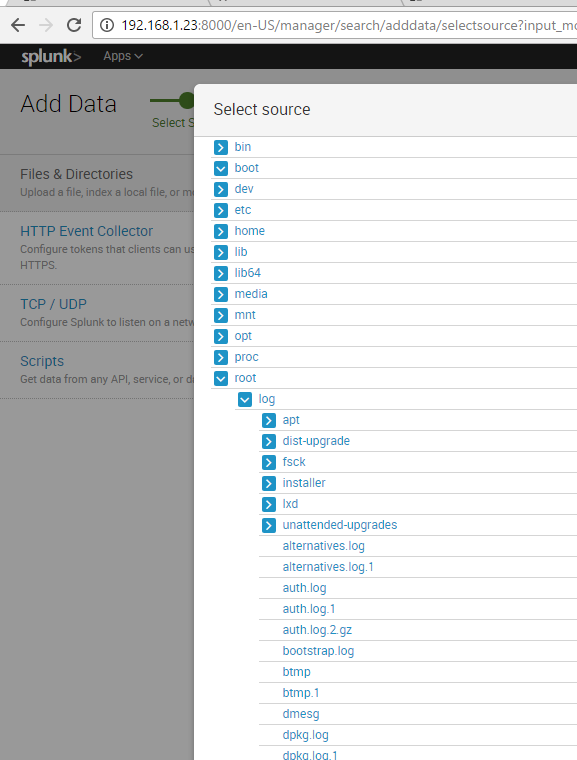 192.168.1.23:8000/en-US/manager/search/adddata/selectsource?input_mo
splunk> Apps
Add Data
Select S
Select source
Files & Directories
Upload a file, index a local file, or mo
HTTP Event Collector
Configure tokens that clients can us
HTTPS.
TCP / UDP
Configure Splunk to listen on a netw
Scripts
Get data from any API, service, or da
bin
boot
dev
etc
home
lib
lib64
media
mnt
opt
proc
root
log
apt
dist-upgrade
fsck
installer
lxd
unattended-upgrades
alternatives.log
alternatives.log.1
auth.log
auth.log.1
auth.log.2.gz
bootstrap.log
btmp
btmp.1
dmesg
dpkg.log
dpkg.log.1